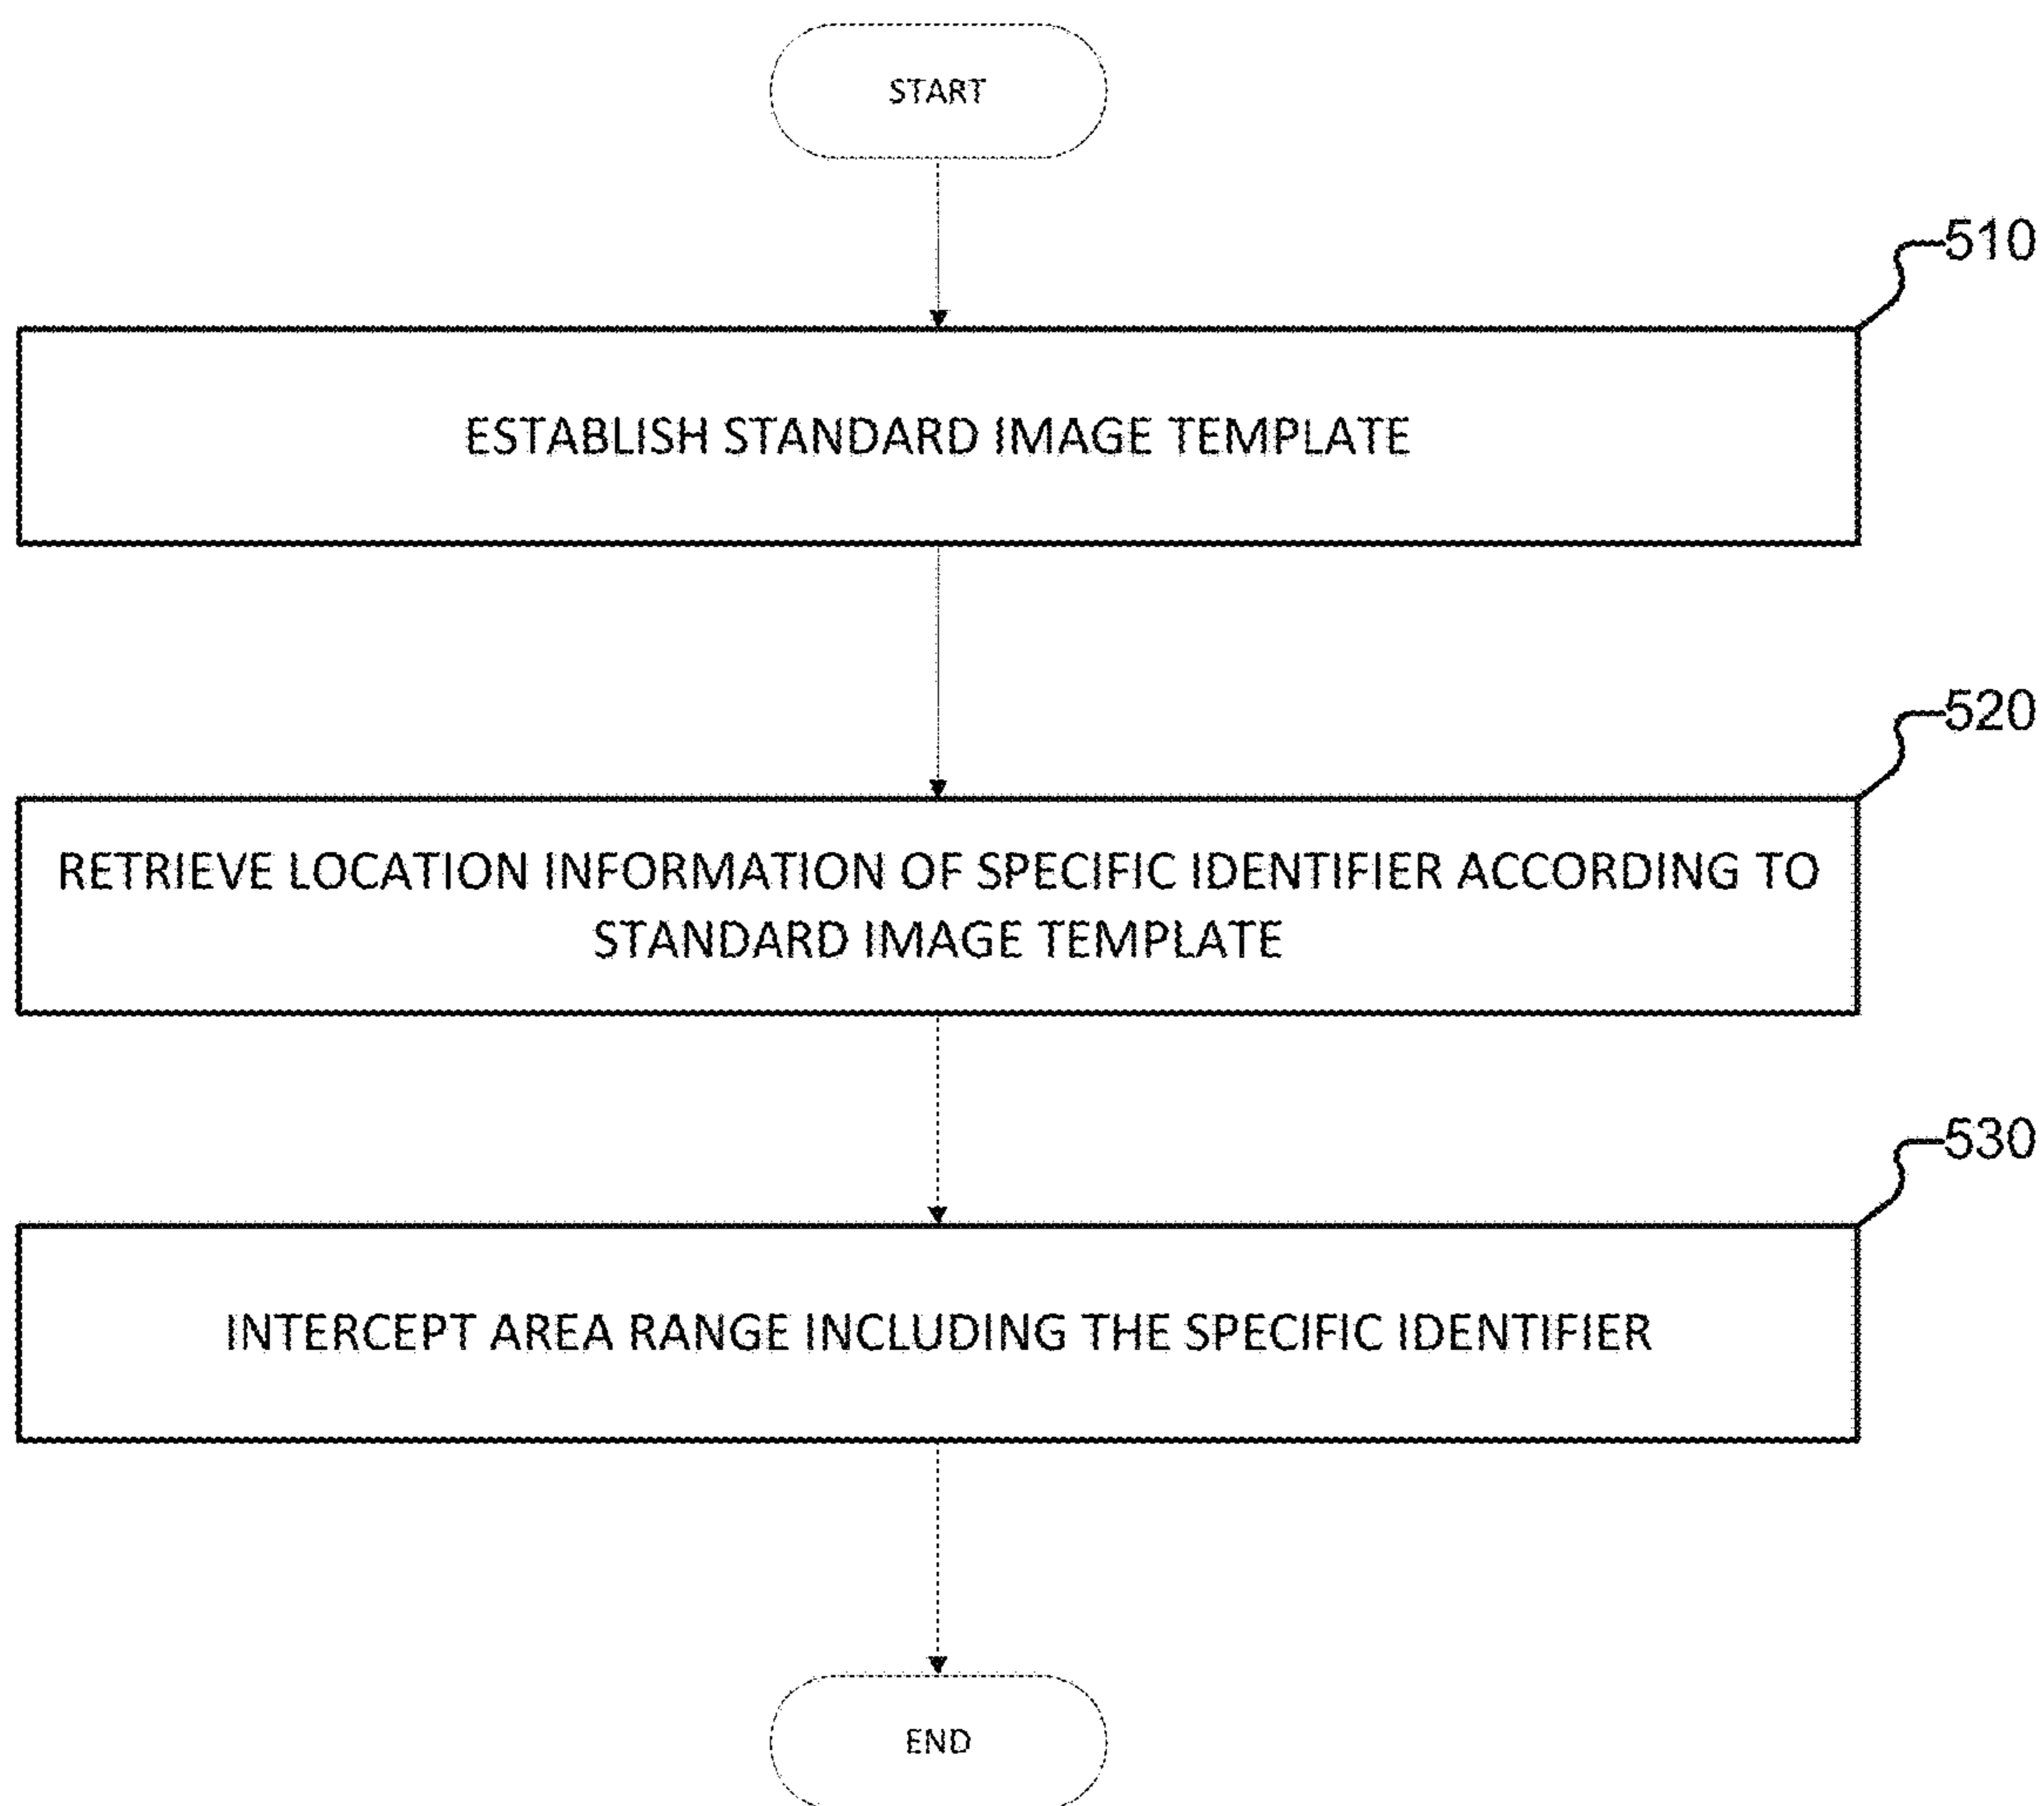 START
510
ESTABLISH STANDARD IMAGE TEMPLATE
520
RETRIEVE LOCATION INFORMATION OF SPECIFIC IDENTIFIER ACCORDING TO
STANDARD IMAGE TEMPLATE
530
INTERCEPT AREA RANGE INCLUDING THE SPECIFIC IDENTIFIER
END